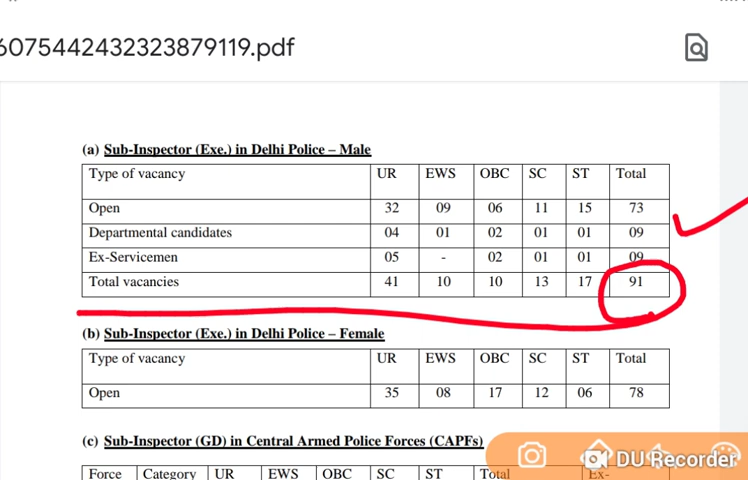 6075442432323879119.pdf
(a) Sub-Inspector (Exe.) in Delhi Police – Male
Type of vacancy UR EWS OBC SC ST Total
Open 32 09 06 11 15 73
Departmental candidates 04 01 02 01 01 09
Ex-Servicemen 05 - 02 01 01 09
Total vacancies 41 10 10 13 17 91
(b) Sub-Inspector (Exe.) in Delhi Police – Female
Type of vacancy UR EWS OBC SC ST Total
Open 35 08 17 12 06 78
(c) Sub-Inspector (GD) in Central Armed Police Forces (CAPFs)
DU Recorder
Force Category UR EWS OBC SC ST Total Ex-